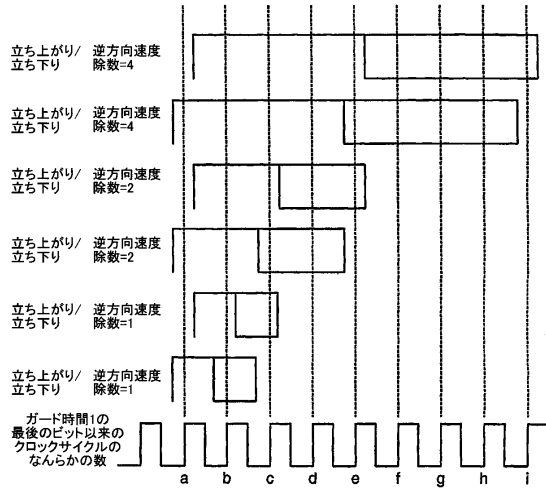 立ち上がり/ 逆方向速度
立ち下り 除数=4
立ち上がり/ 逆方向速度
立ち下り 除数=4
立ち上がり/ 逆方向速度
立ち下り 除数=2
立ち上がり/ 逆方向速度
立ち下り 除数=2
立ち上がり/ 逆方向速度
立ち下り 除数=1
立ち上がり/ 逆方向速度
立ち下り 除数=1
ガード時間1の
最後のビット以来の
クロックサイクルの
なんらかの数
a b c d e f g h i